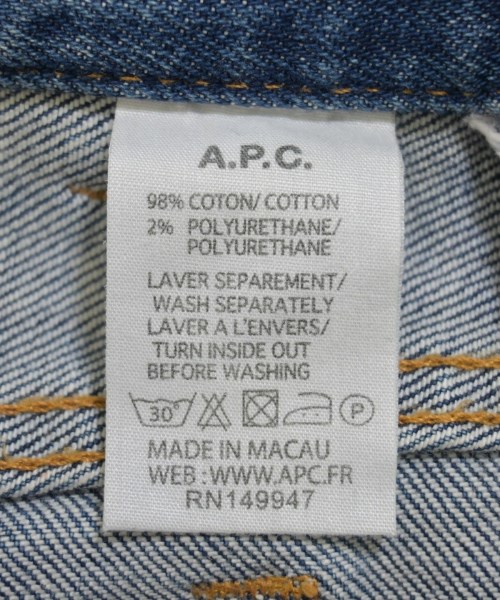 A.P.C.
98% COTON/ COTTON
2% POLYURETHANE/
POLYURETHANE
LAVER SEPAREMENT/
WASH SEPARATELY
LAVER A L'ENVERS/
TURN INSIDE OUT
BEFORE WASHING
30° P
MADE IN MACAU
WEB : WWW.APC.FR
RN149947